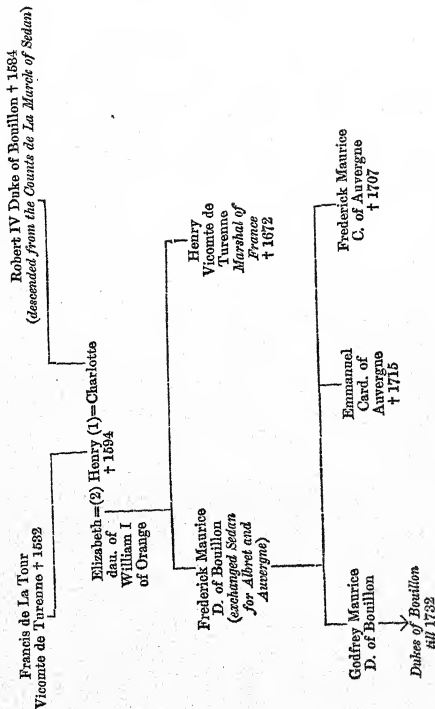 Francis de La Tour
Vicomte de Turenne † 1532
Robert IV Duke of Bouillon † 1584
(descended from the Counts de La Marck of Sedan)
Elizabeth=(2) Henry (1)=Charlotte
dau. of † 1594
William I
of Orange
Frederick Maurice
D. of Bouillon
(exchanged Sedan
for Albret and
Auvergne)
Henry
Vicomte de
Turenne
Marshal of
France
† 1672
Godfrey Maurice
D. of Bouillon
Dukes of Bouillon
till 1732
Emmanuel
Card. of
Auvergne
† 1715
Frederick Maurice
C. of Auvergne
† 1707